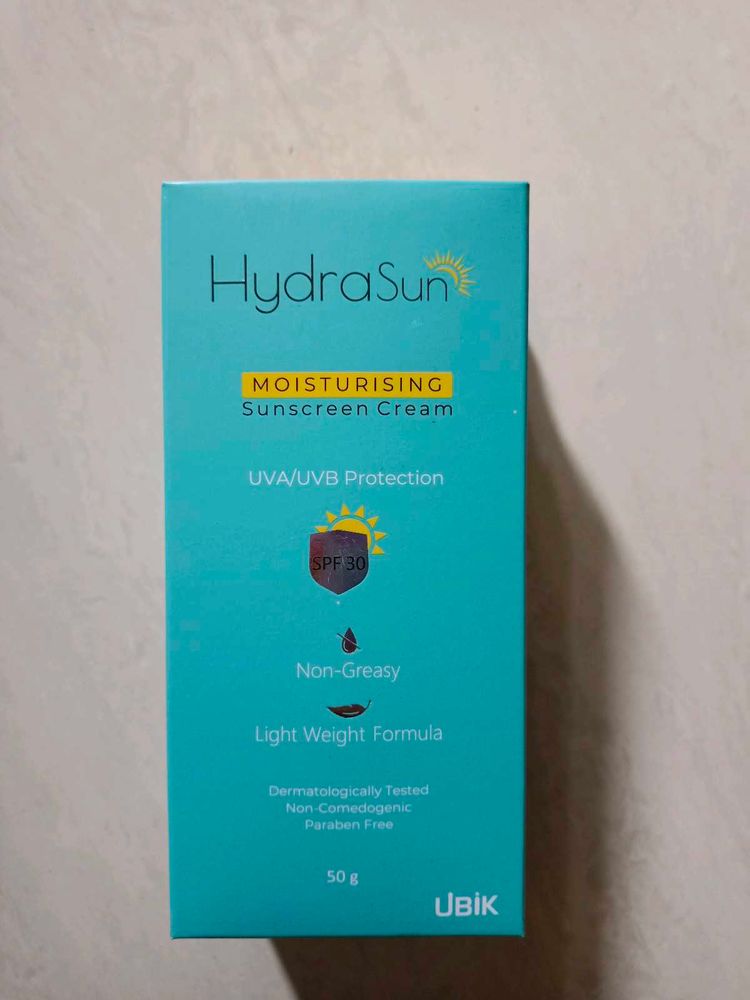 HydraSun
MOISTURISING
Sunscreen Cream
UVA/UVB Protection
SPF 30
Non-Greasy
Light Weight Formula
Dermatologically Tested
Non-Comedogenic
Paraben Free
50 g
UBiK